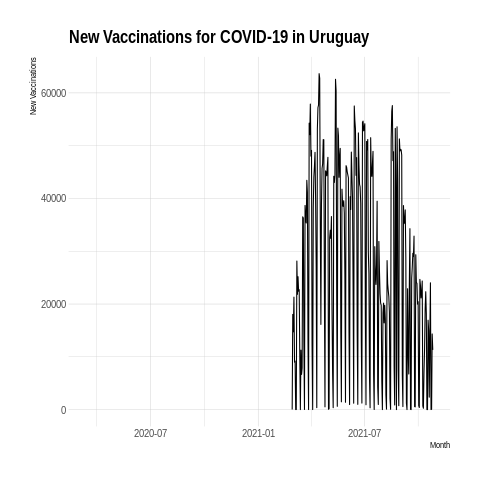 New Vaccinations for COVID-19 in Uruguay
New Vaccinations
60000
40000
20000
0
2020-07
2021-01
2021-07
Month